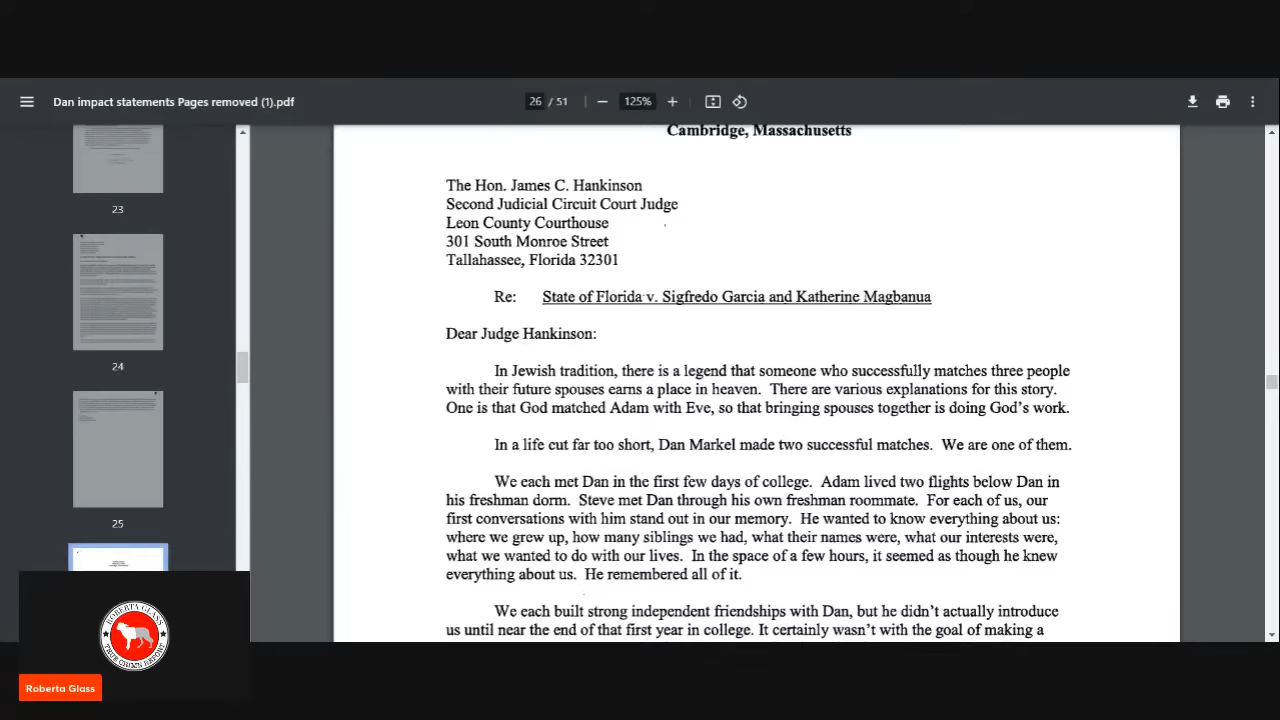 Dan impact statements Pages removed (1).pdf
26 / 51
125%
23
24
25
Cambridge, Massachusetts
The Hon. James C. Hankinson
Second Judicial Circuit Court Judge
Leon County Courthouse
301 South Monroe Street
Tallahassee, Florida 32301
Re: State of Florida v. Sigfredo Garcia and Katherine Magbanua
Dear Judge Hankinson:
In Jewish tradition, there is a legend that someone who successfully matches three people
with their future spouses earns a place in heaven. There are various explanations for this story.
One is that God matched Adam with Eve, so that bringing spouses together is doing God's work.
In a life cut far too short, Dan Markel made two successful matches. We are one of them.
We each met Dan in the first few days of college. Adam lived two flights below Dan in
his freshman dorm. Steve met Dan through his own freshman roommate. For each of us, our
first conversations with him stand out in our memory. He wanted to know everything about us:
where we grew up, how many siblings we had, what their names were, what our interests were,
what we wanted to do with our lives. In the space of a few hours, it seemed as though he knew
everything about us. He remembered all of it.
We each built strong independent friendships with Dan, but he didn't actually introduce
us until near the end of that first year in college. It certainly wasn't with the goal of making a
ROBERTA GLASS
TRUE CRIME REPORT
Roberta Glass